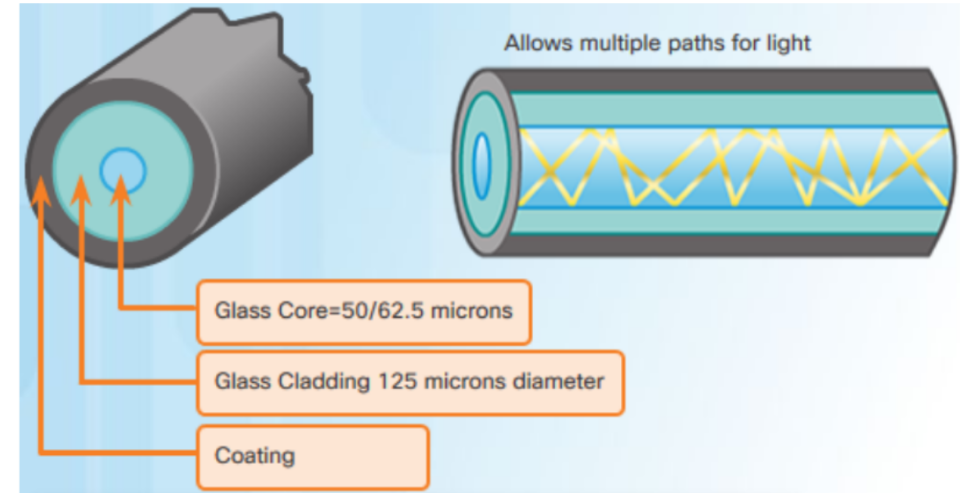 Allows multiple paths for light
Glass Core=50/62.5 microns
Glass Cladding 125 microns diameter
Coating